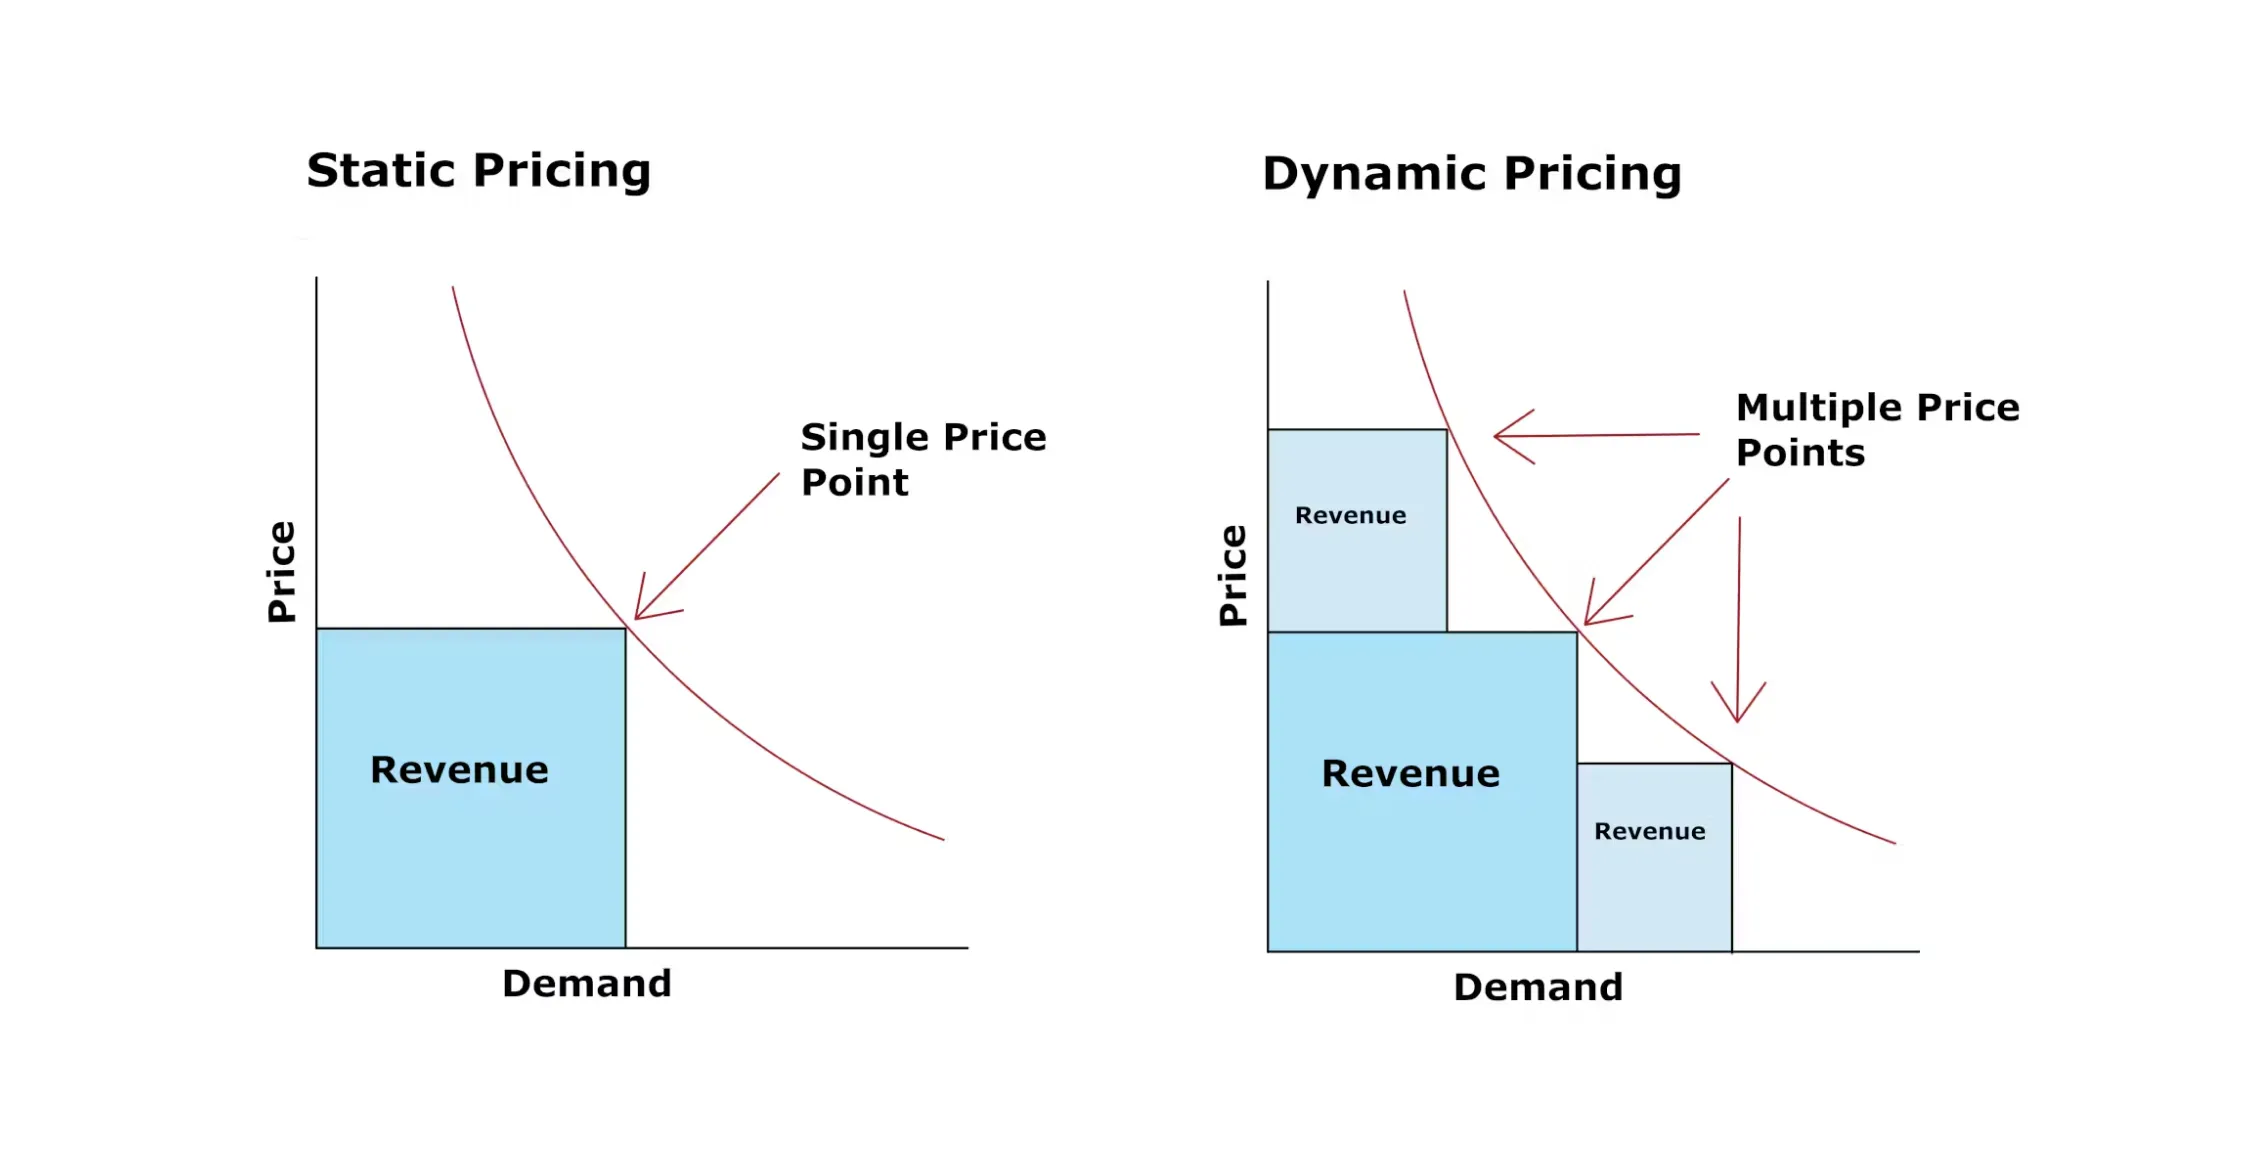 Static Pricing
Price
Single Price
Point
Revenue
Demand
Dynamic Pricing
Price
Multiple Price
Points
Revenue
Revenue
Revenue
Demand